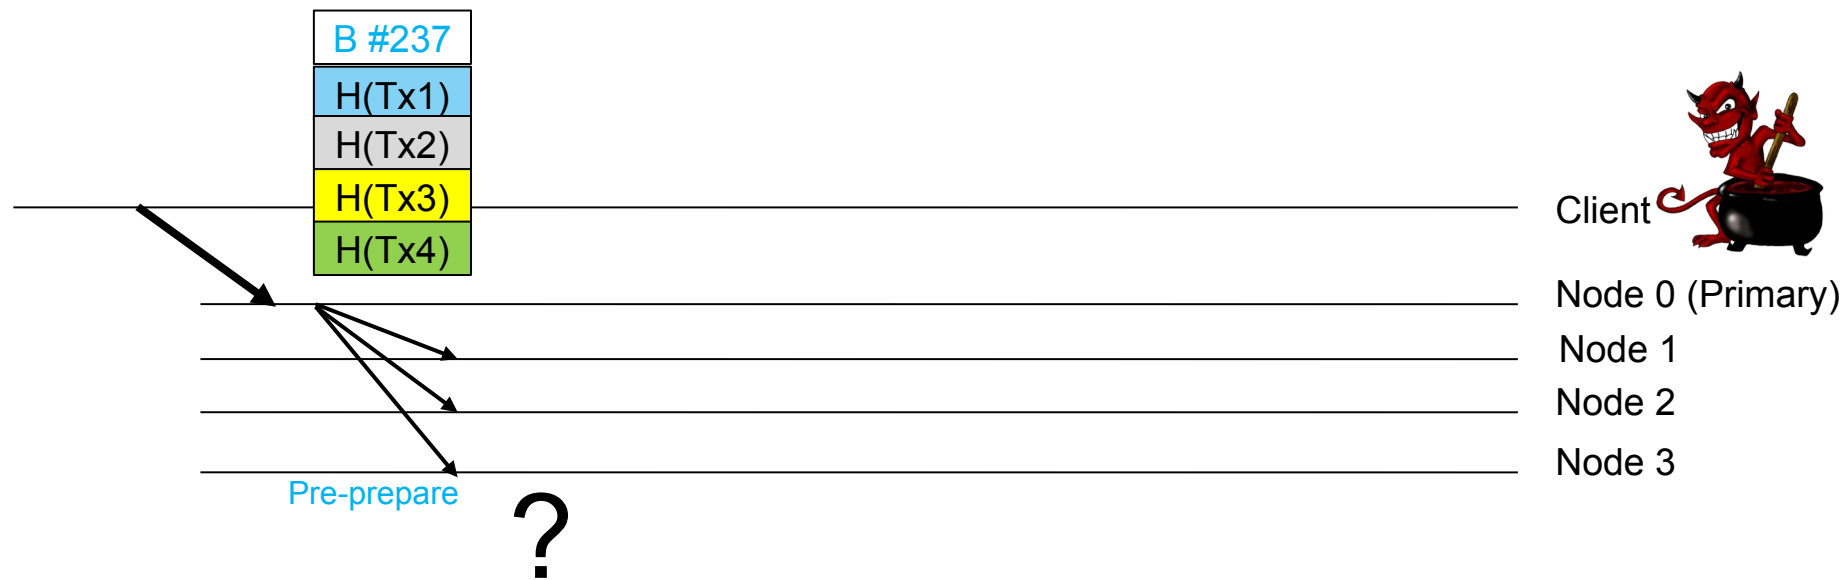 B #237
H(Tx1)
H(Tx2)
H(Tx3)
H(Tx4)
Client
Node 0 (Primary)
Node 1
Node 2
Node 3
Pre-prepare
?